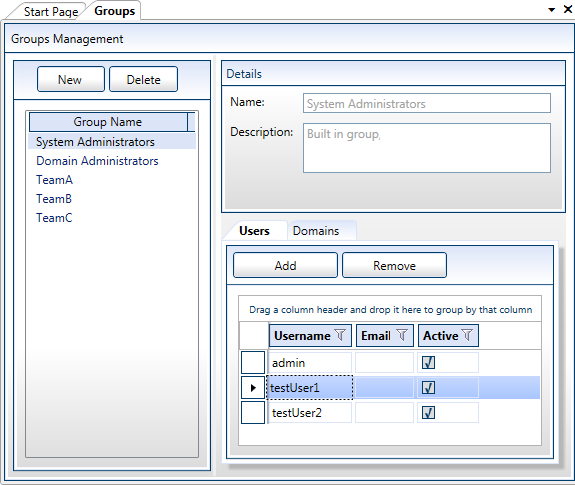 Start Page Groups
Groups Management
New Delete
Group Name
System Administrators
Domain Administrators
TeamA
TeamB
TeamC
Details
Name: System Administrators
Description: Built in group.
Users Domains
Add Remove
Drag a column header and drop it here to group by that column
Username Email Active
admin
testUser1
testUser2